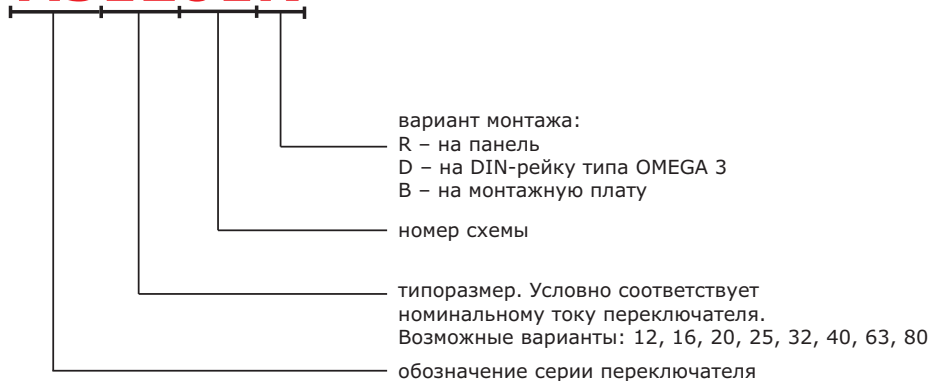 вариант монтажа:
R – на панель
D – на DIN-рейку типа OMEGA 3
B – на монтажную плату
номер схемы
типоразмер. Условно соответствует
номинальному току переключателя.
Возможные варианты: 12, 16, 20, 25, 32, 40, 63, 80
обозначение серии переключателя